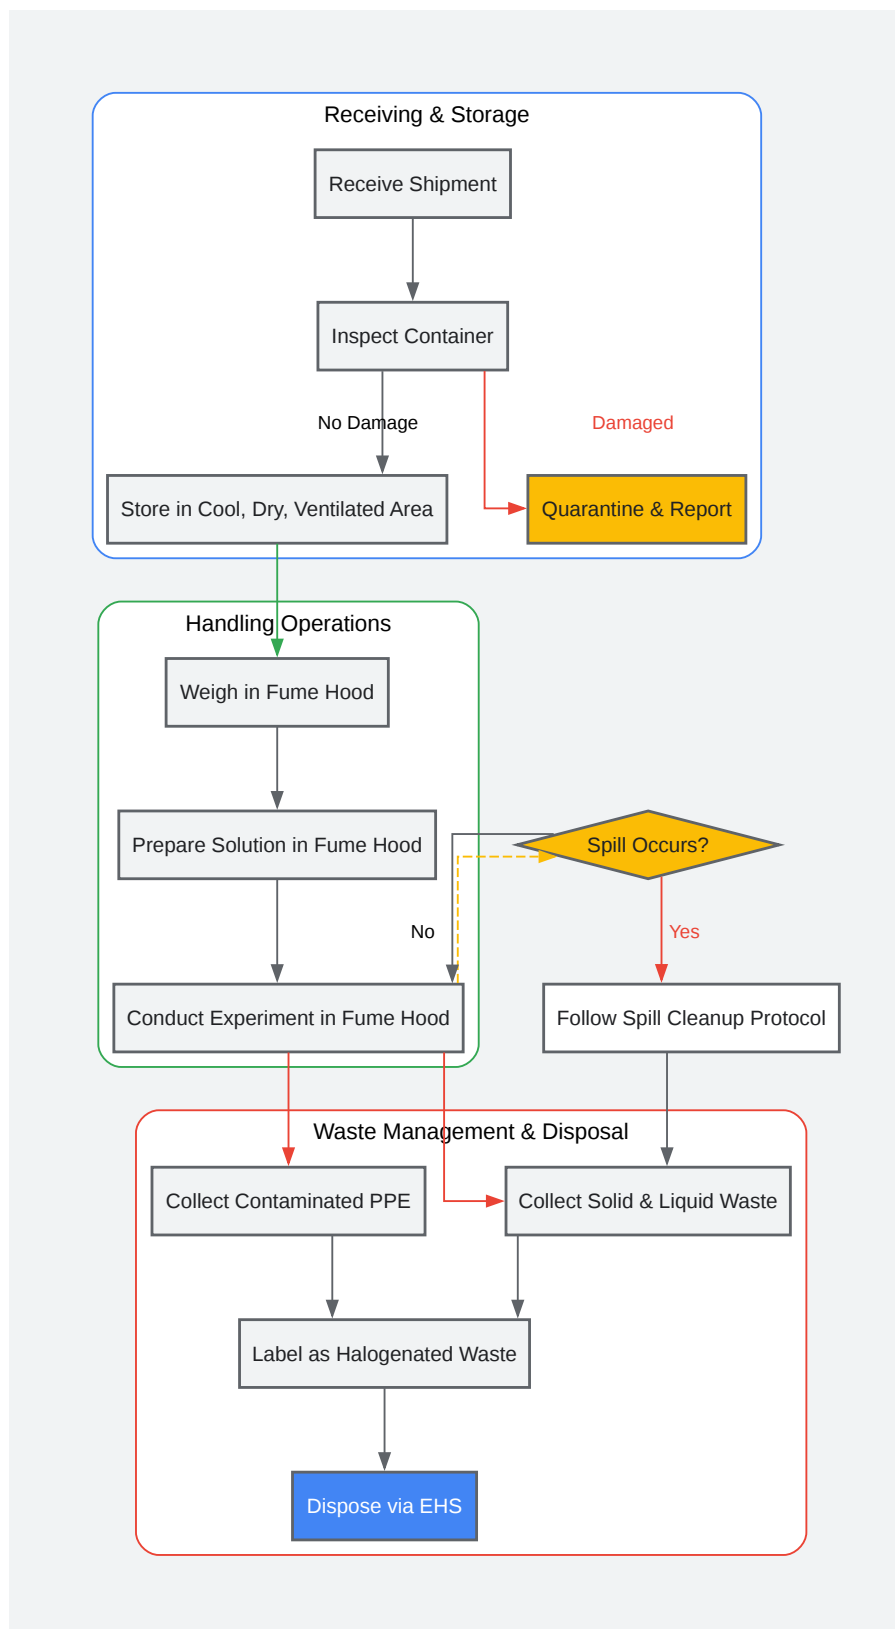 Receiving & Storage
Receive Shipment
Inspect Container
No Damage
Damaged
Store in Cool, Dry, Ventilated Area
Quarantine & Report
Handling Operations
Weigh in Fume Hood
Prepare Solution in Fume Hood
Spill Occurs?
No
Yes
Conduct Experiment in Fume Hood
Follow Spill Cleanup Protocol
Waste Management & Disposal
Collect Contaminated PPE
Collect Solid & Liquid Waste
Label as Halogenated Waste
Dispose via EHS